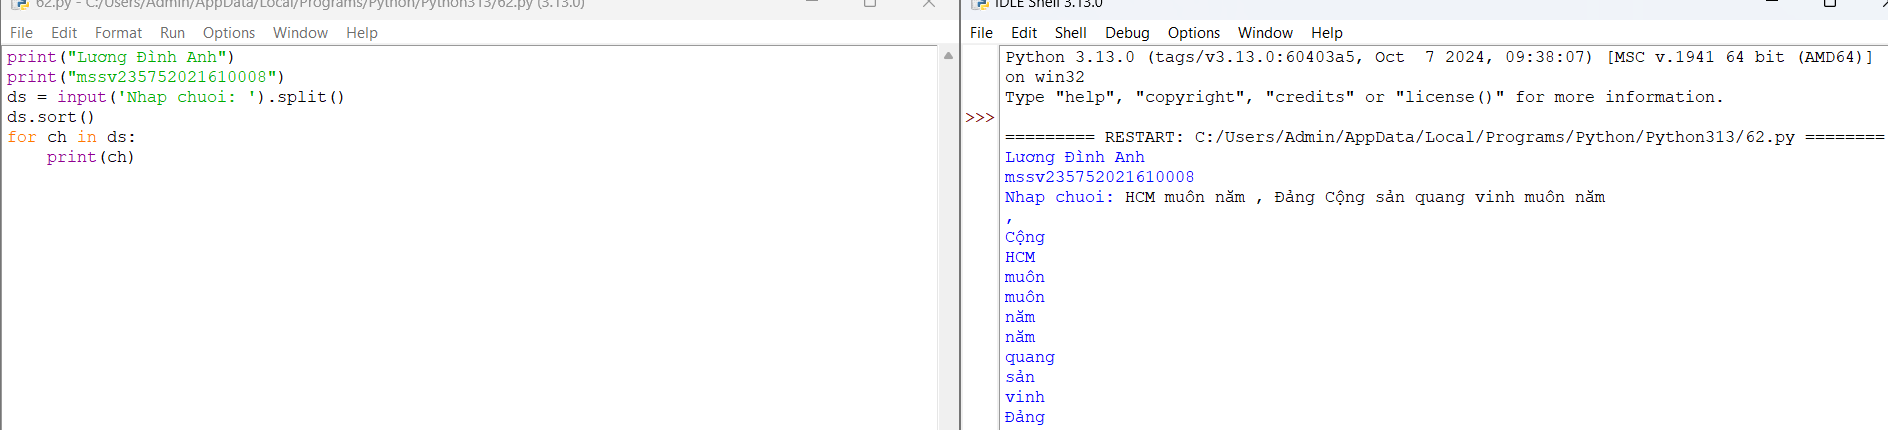 62.py - C:/Users/Admin/AppData/Local/Programs/Python/Python313/62.py (3.13.0)
File Edit Format Run Options Window Help
print("Lương Đình Anh")
print("mssv235752021610008")
ds = input('Nhap chuoi: ').split()
ds.sort()
for ch in ds:
    print(ch)
IDLE Shell 3.13.0
File Edit Shell Debug Options Window Help
Python 3.13.0 (tags/v3.13.0:60403a5, Oct  7 2024, 09:38:07) [MSC v.1941 64 bit (AMD64)]
on win32
Type "help", "copyright", "credits" or "license()" for more information.
>>>
========= RESTART: C:/Users/Admin/AppData/Local/Programs/Python/Python313/62.py ========
Lương Đình Anh
mssv235752021610008
Nhap chuoi: HCM muôn năm , Đảng Cộng sản quang vinh muôn năm
,
Cộng
HCM
muôn
muôn
năm
năm
quang
sản
vinh
Đảng